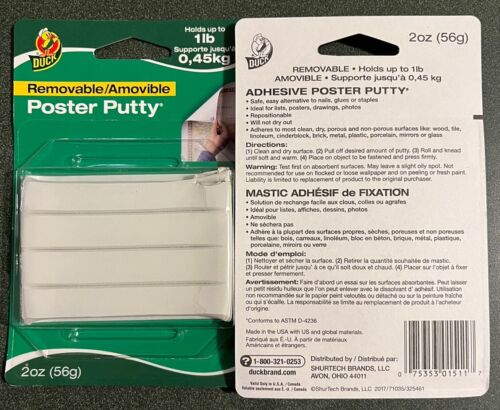 DUCK
Holds up to
1lb
Supporte jusqu'à
0,45kg
Removable/Amovible
Poster Putty*
2oz (56g)
DUCK
2oz (56g)
REMOVABLE • Holds up to 1lb
AMOVIBLE • Supporte jusqu'à 0,45 kg
ADHESIVE POSTER PUTTY*
• Safe, easy alternative to nails, glues or staples
• Ideal for lists, posters, drawings, photos
• Repositionable
• Will not dry out
• Adheres to most clean, dry, porous and non-porous surfaces like: wood, tile,
linoleum, cinderblock, brick, metal, plastic, porcelain, mirrors or glass
Directions:
(1) Clean and dry surface. (2) Pull off desired amount of putty. (3) Roll and knead
until soft and warm. (4) Place on object to be fastened and press firmly.
Warning: Test first on absorbent surfaces. May leave a slight oily spot. Not
recommended for use on flocked or loose wallpaper and on peeling or fresh paint.
Liability is limited to replacement of product to the original purchaser.
MASTIC ADHÉSIF de FIXATION
• Solution de rechange facile aux clous, colles ou agrafes
• Idéal pour listes, affiches, dessins, photos
• Amovible
• Ne séchera pas
• Adhère à la plupart des surfaces propres, sèches, poreuses et non poreuses
telles que: bois, carreaux, linoléum, bloc en béton, brique, métal, plastique,
porcelaine, miroirs ou verre
Mode d'emploi:
(1) Nettoyer et sécher la surface. (2) Retirer la quantité souhaitée de mastic.
(3) Rouler et pétrir jusqu'à ce qu'il soit doux et chaud. (4) Placer sur l'objet à fixer
et presser fermement.
Avertissement: Faire d'abord un essai sur les surfaces absorbantes. Peut laisser
un petit résidu huileux que l'on peut enlever avec le dissolvant d'adhésif. Utilisation
non recommandée sur le papier peint velouté ou détaché ou sur la peinture fraîche
ou qui s'écaille. La responsabilité se limite au remplacement du produit à l'acheteur
d'origine.
*Conforms to ASTM D-4236
Made in the USA with US and global materials.
Fabriqué aux É.-U. À partir de matériaux
Américains et étrangers.
1-800-321-0253
duckbrand.com
Valid Only in U.S.A. / Canada
Valable seulement aux É.U. / Canada
Distributed by / Distribué par:
SHURTECH BRANDS, LLC
AVON, OHIO 44011
©ShurTech Brands, LLC 2017/71035/325461
0 75353 01511 7